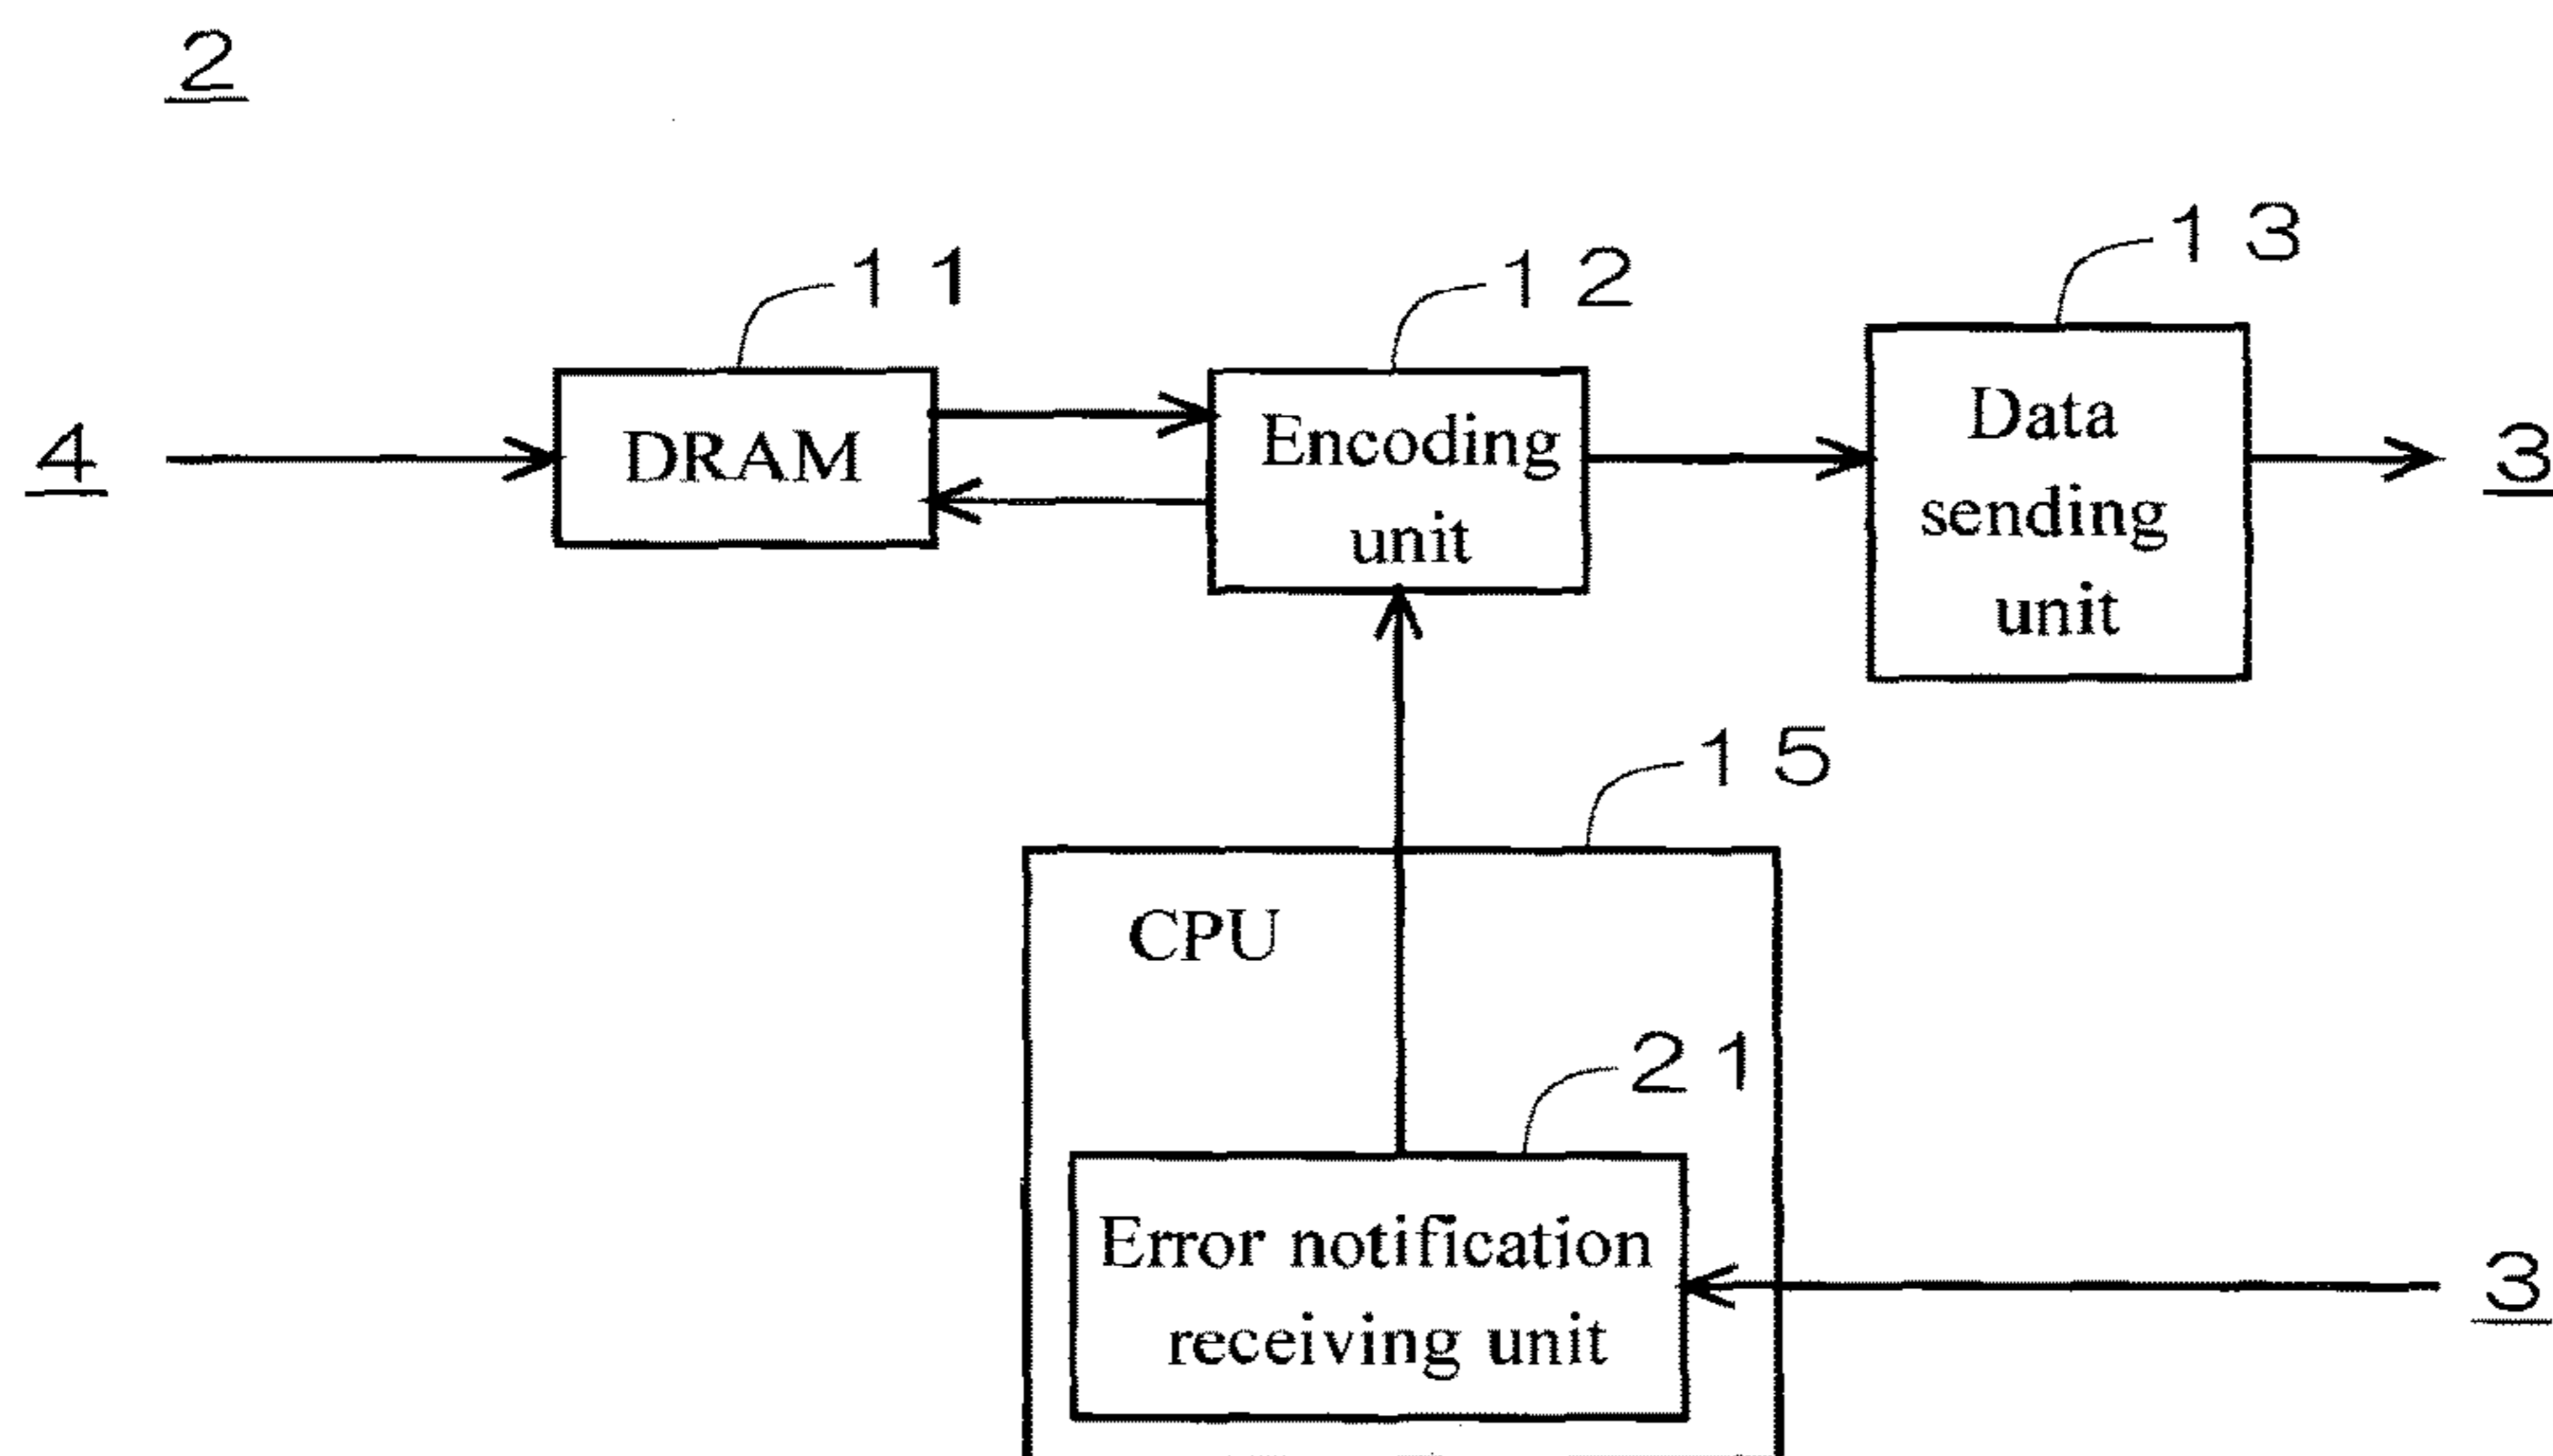 2
11
12
13
4
DRAM
Encoding
unit
Data
sending
unit
3
15
CPU
21
Error notification
receiving unit
3